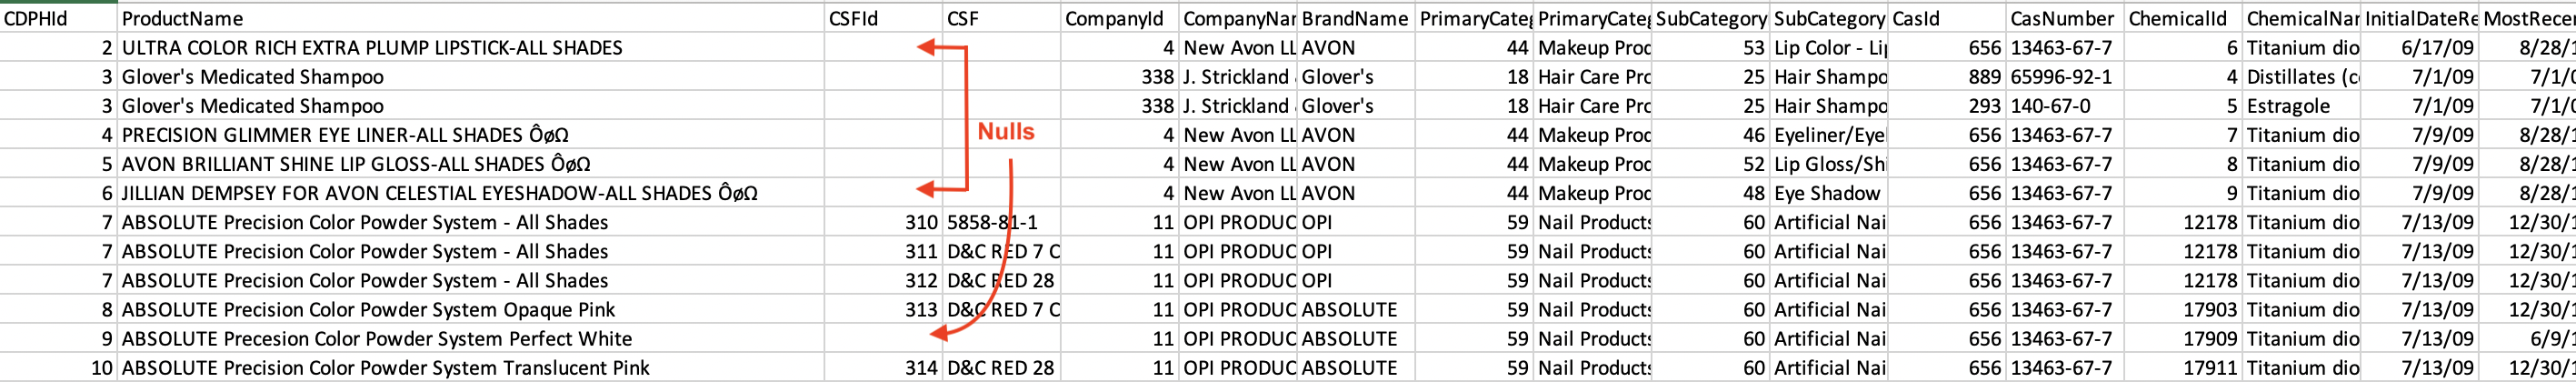 CDPHId ProductName CSFId CSF CompanyId CompanyNar BrandName PrimaryCateg PrimaryCateg SubCategory SubCategory CasId CasNumber ChemicalId ChemicalNar InitialDateRe MostRecen
2 ULTRA COLOR RICH EXTRA PLUMP LIPSTICK-ALL SHADES 4 New Avon LL AVON 44 Makeup Prod 53 Lip Color - Lip 656 13463-67-7 6 Titanium dio 6/17/09 8/28/1
3 Glover's Medicated Shampoo 338 J. Strickland Glover's 18 Hair Care Pro 25 Hair Shampo 889 65996-92-1 4 Distillates (co 7/1/09 7/1/0
3 Glover's Medicated Shampoo 338 J. Strickland Glover's 18 Hair Care Pro 25 Hair Shampo 293 140-67-0 5 Estragole 7/1/09 7/1/0
Nulls
4 PRECISION GLIMMER EYE LINER-ALL SHADES ÔøΩ 4 New Avon LL AVON 44 Makeup Prod 46 Eyeliner/Eye 656 13463-67-7 7 Titanium dio 7/9/09 8/28/1
5 AVON BRILLIANT SHINE LIP GLOSS-ALL SHADES ÔøΩ 4 New Avon LL AVON 44 Makeup Prod 52 Lip Gloss/Shi 656 13463-67-7 8 Titanium dio 7/9/09 8/28/1
6 JILLIAN DEMPSEY FOR AVON CELESTIAL EYESHADOW-ALL SHADES ÔøΩ 4 New Avon LL AVON 44 Makeup Prod 48 Eye Shadow 656 13463-67-7 9 Titanium dio 7/9/09 8/28/1
7 ABSOLUTE Precision Color Powder System - All Shades 310 5858-81-1 11 OPI PRODUC OPI 59 Nail Products 60 Artificial Nai 656 13463-67-7 12178 Titanium dio 7/13/09 12/30/1
7 ABSOLUTE Precision Color Powder System - All Shades 311 D&C RED 7 C 11 OPI PRODUC OPI 59 Nail Products 60 Artificial Nai 656 13463-67-7 12178 Titanium dio 7/13/09 12/30/1
7 ABSOLUTE Precision Color Powder System - All Shades 312 D&C RED 28 11 OPI PRODUC OPI 59 Nail Products 60 Artificial Nai 656 13463-67-7 12178 Titanium dio 7/13/09 12/30/1
8 ABSOLUTE Precision Color Powder System Opaque Pink 313 D&C RED 7 C 11 OPI PRODUC ABSOLUTE 59 Nail Products 60 Artificial Nai 656 13463-67-7 17903 Titanium dio 7/13/09 12/30/1
9 ABSOLUTE Precesion Color Powder System Perfect White 11 OPI PRODUC ABSOLUTE 59 Nail Products 60 Artificial Nai 656 13463-67-7 17909 Titanium dio 7/13/09 6/9/1
10 ABSOLUTE Precision Color Powder System Translucent Pink 314 D&C RED 28 11 OPI PRODUC ABSOLUTE 59 Nail Products 60 Artificial Nai 656 13463-67-7 17911 Titanium dio 7/13/09 12/30/1